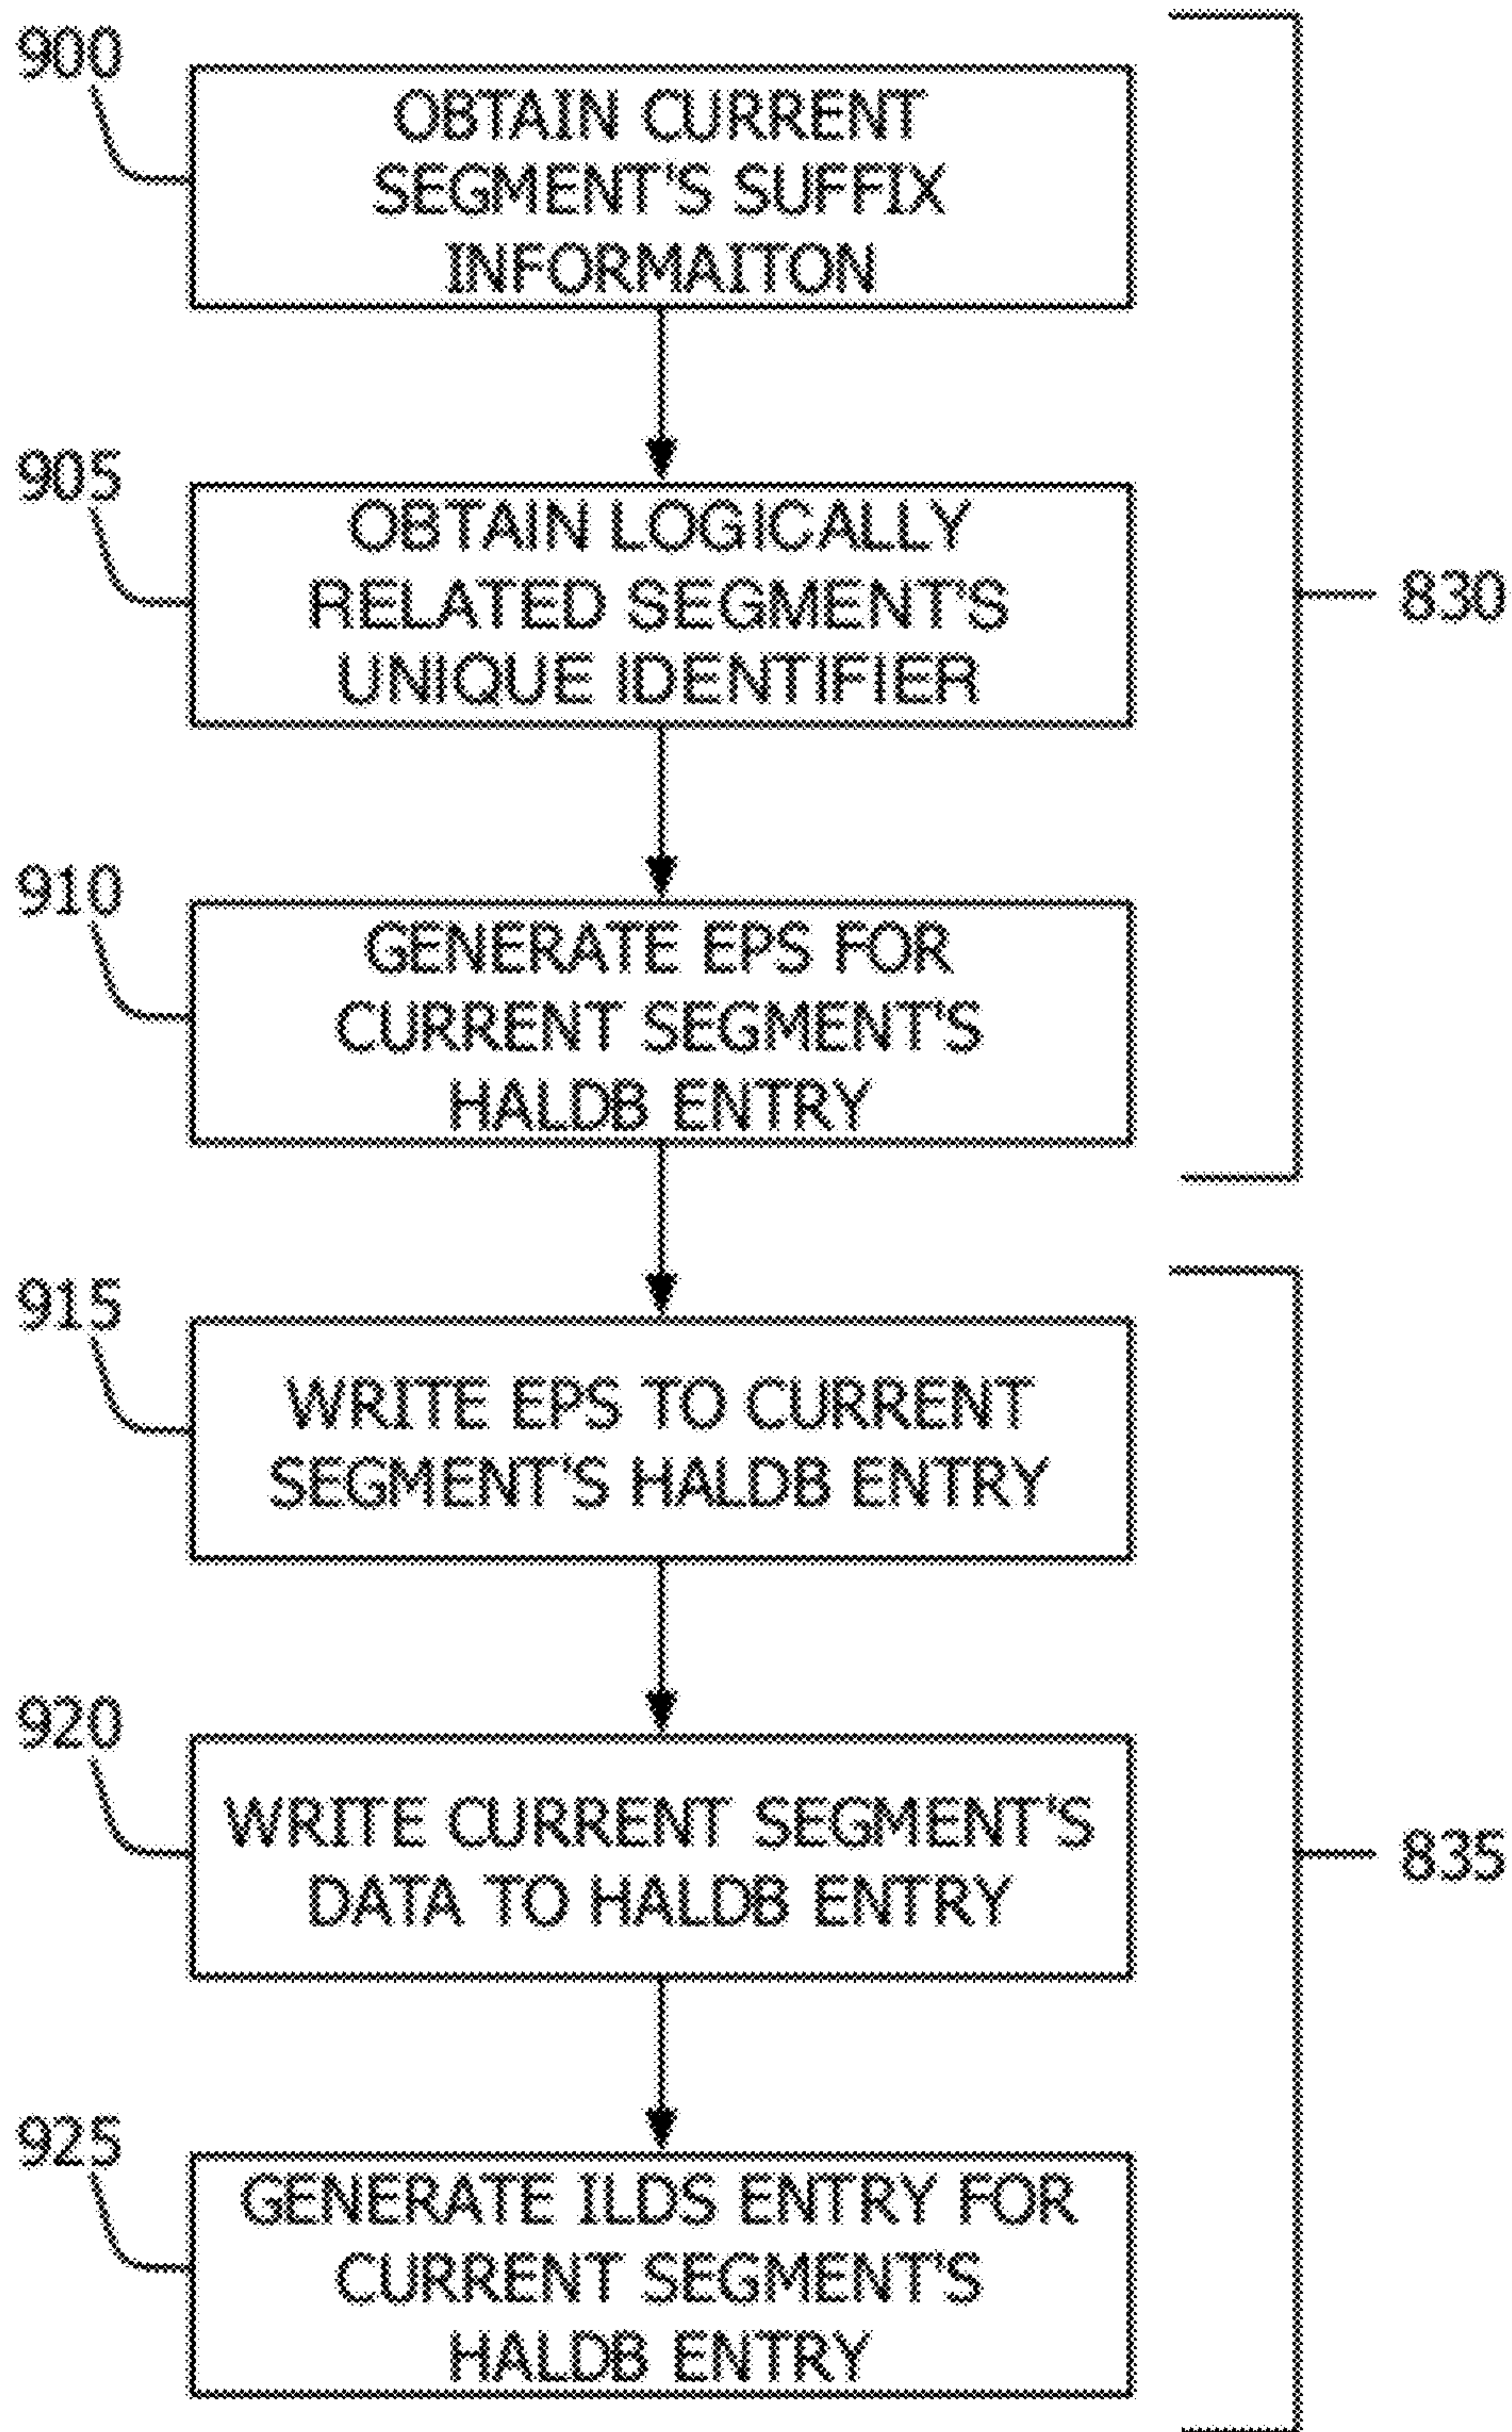 900
OBTAIN CURRENT
SEGMENT'S SUFFIX
INFORMAITON
905
OBTAIN LOGICALLY
RELATED SEGMENT'S
UNIQUE IDENTIFIER
830
910
GENERATE EPS FOR
CURRENT SEGMENT'S
HALDB ENTRY
915
WRITE EPS TO CURRENT
SEGMENT'S HALDB ENTRY
920
WRITE CURRENT SEGMENT'S
DATA TO HALDB ENTRY
835
925
GENERATE ILDS ENTRY FOR
CURRENT SEGMENT'S
HALDB ENTRY